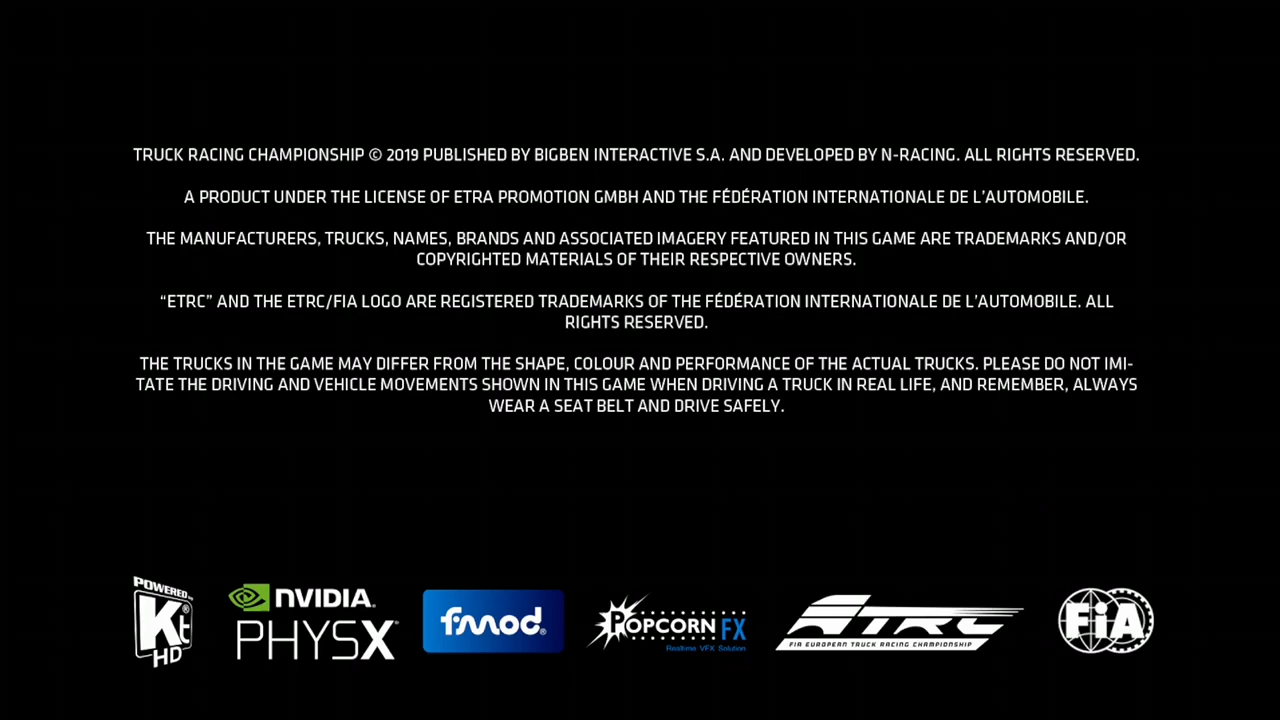 TRUCK RACING CHAMPIONSHIP © 2019 PUBLISHED BY BIGBEN INTERACTIVE S.A. AND DEVELOPED BY N-RACING. ALL RIGHTS RESERVED.
A PRODUCT UNDER THE LICENSE OF ETRA PROMOTION GMBH AND THE FÉDÉRATION INTERNATIONALE DE L’AUTOMOBILE.
THE MANUFACTURERS, TRUCKS, NAMES, BRANDS AND ASSOCIATED IMAGERY FEATURED IN THIS GAME ARE TRADEMARKS AND/OR
COPYRIGHTED MATERIALS OF THEIR RESPECTIVE OWNERS.
“ETRC” AND THE ETRC/FIA LOGO ARE REGISTERED TRADEMARKS OF THE FÉDÉRATION INTERNATIONALE DE L’AUTOMOBILE. ALL
RIGHTS RESERVED.
THE TRUCKS IN THE GAME MAY DIFFER FROM THE SHAPE, COLOUR AND PERFORMANCE OF THE ACTUAL TRUCKS. PLEASE DO NOT IMI-
TATE THE DRIVING AND VEHICLE MOVEMENTS SHOWN IN THIS GAME WHEN DRIVING A TRUCK IN REAL LIFE, AND REMEMBER, ALWAYS
WEAR A SEAT BELT AND DRIVE SAFELY.
POWERED BY
Kt®
HD
NVIDIA.
PHYSX®
fmod®
POPCORN FX
Realtime VFX Solution
ETRC
FIA EUROPEAN TRUCK RACING CHAMPIONSHIP
FiA